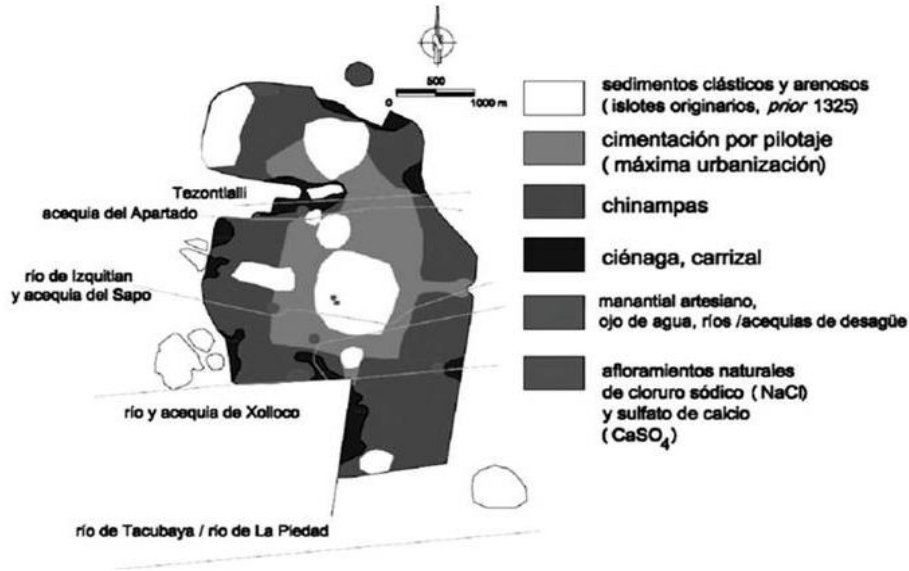 500
0 1000 m
sedimentos clásticos y arenosos
(islotes originarios, prior 1325)
cimentación por pilotaje
(máxima urbanización)
chinampas
ciénaga, carrizal
manantial artesiano,
ojo de agua, ríos /acequias de desagüe
afloramientos naturales
de cloruro sódico (NaCl)
y sulfato de calcio
(CaSO4)
Tezontlalli
acequia del Apartado
río de Izquitlan
y acequia del Sapo
río y acequia de Xolloco
río de Tacubaya / río de La Piedad